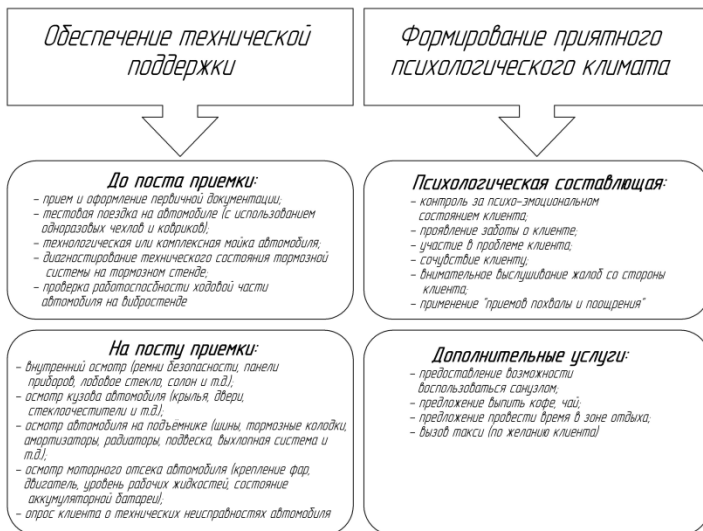 Обеспечение технической
поддержки
До поста приемки:
- прием и оформление первичной документации;
- тестовая поездка на автомобиле (с использованием
одноразовых чехлов и ковриков);
- технологическая или комплексная мойка автомобиля;
- диагностирование технического состояния тормозной
системы на тормозном стенде;
- проверка работоспсбности ходовой части
автомобиля на вибростенде
На посту приемки:
- внутренний осмотр (ремни безопасности, панели
приборов, лобовое стекло, солон и т.д.);
- осмотр кузова автомобиля (крылья, двери,
стеклоочестители и т.д.);
- осмотр автомобиля на подъёмнике (шины, тормозные колодки,
амортизаторы, радиаторы, подвеска, выхлопная система и
т.д.);
- осмотр моторного отсека автомобиля (крепление фар,
двигатель, уровень рабочих жидкостей, состояние
аккумуляторной батареи);
- опрос клиента о технических неисправностях автомобиля
Формирование приятного
психологического климата
Психологическая составляющая:
- контроль за психо-эмоциональном
состоянием клиента;
- проявление заботы о клиенте;
- участие в проблеме клиента;
- сочувствие клиенту;
- внимательное выслушивание жалоб со стороны
клиента;
- применение "приемов похвалы и поощрения"
Дополнительные услуги:
- предоставление возможности
воспользоваться санузлом;
- предложение выпить кофе, чай;
- предложение провести время в зоне отдыха;
- вызов такси (по желанию клиента)